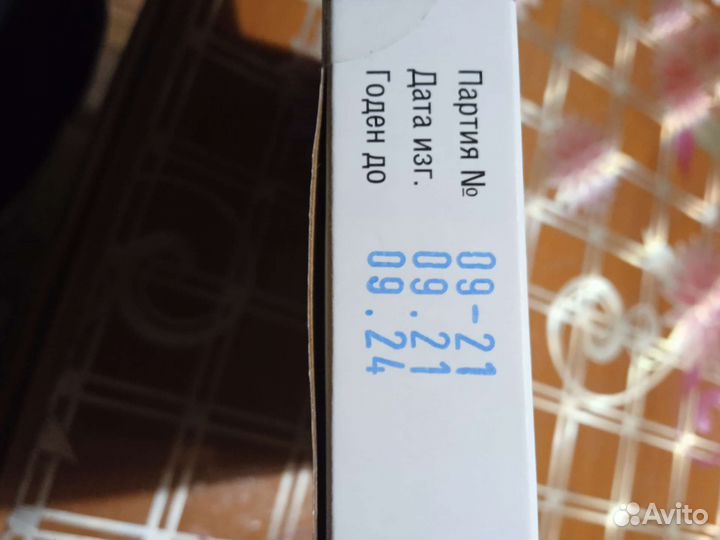 Партия № 09-21
Дата изг. 09.21
Годен до 09.24
Avito